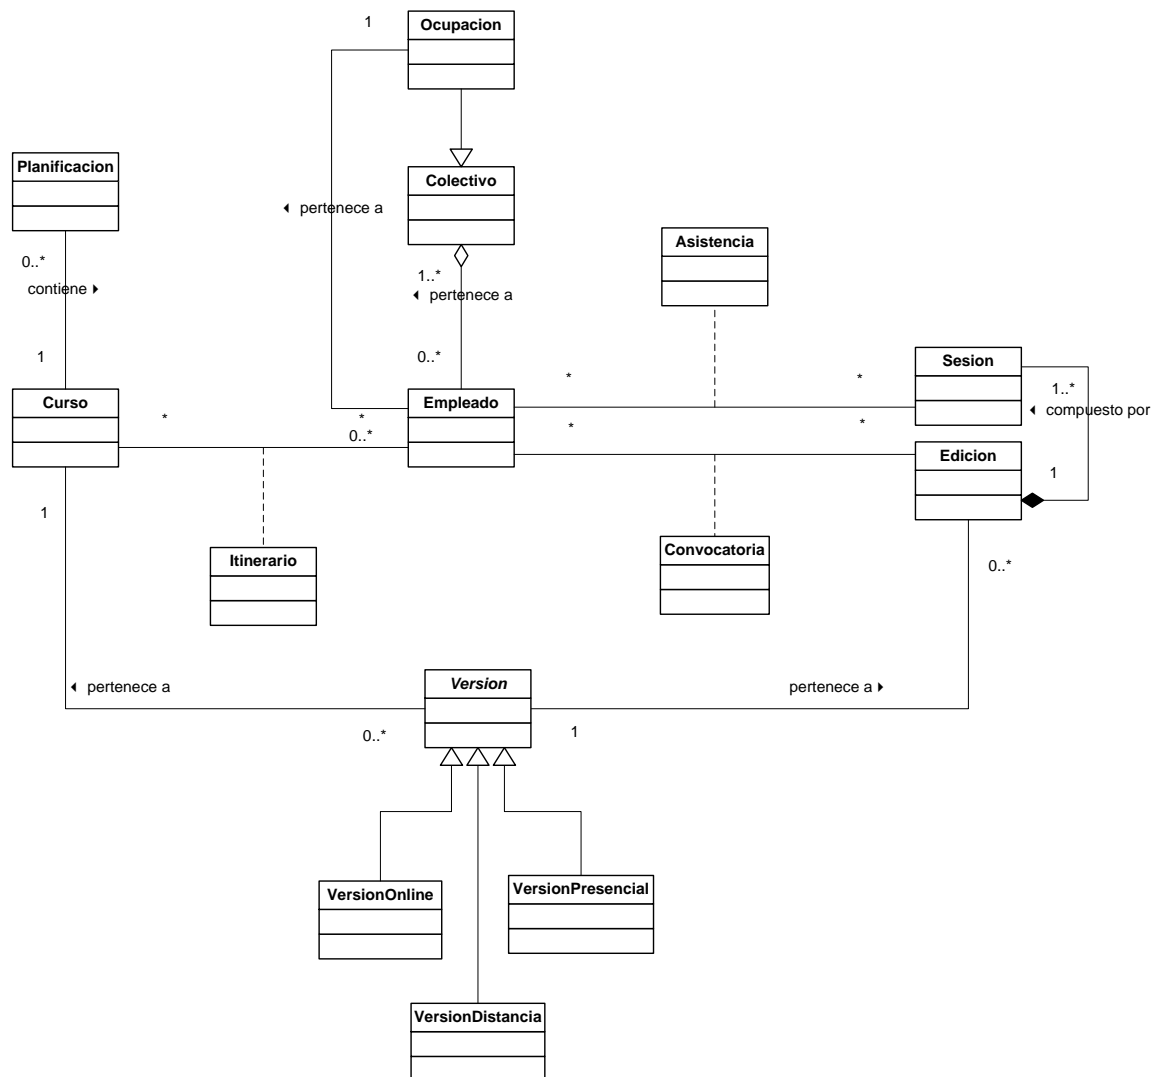 1
Ocupacion
Planificacion
Colectivo
◂ pertenece a
Asistencia
0..*
contiene ▸
1..*
◂ pertenece a
1
0..*
Sesion
* *
1..*
◂ compuesto por
Curso
Empleado
* *
0..*
* *
Edicion
1
1
Itinerario
Convocatoria
0..*
Version
◂ pertenece a
pertenece a ▸
0..*
1
VersionOnline
VersionPresencial
VersionDistancia